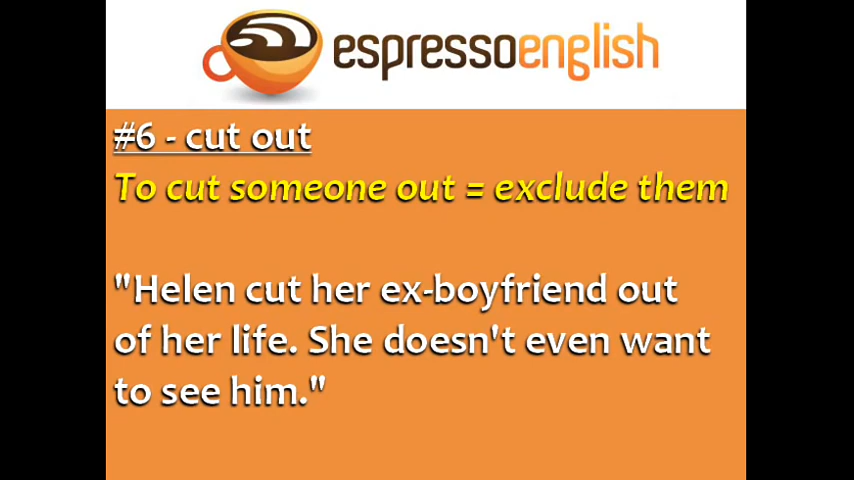 espressoenglish
#6 - cut out
To cut someone out = exclude them
"Helen cut her ex-boyfriend out
of her life. She doesn't even want
to see him."